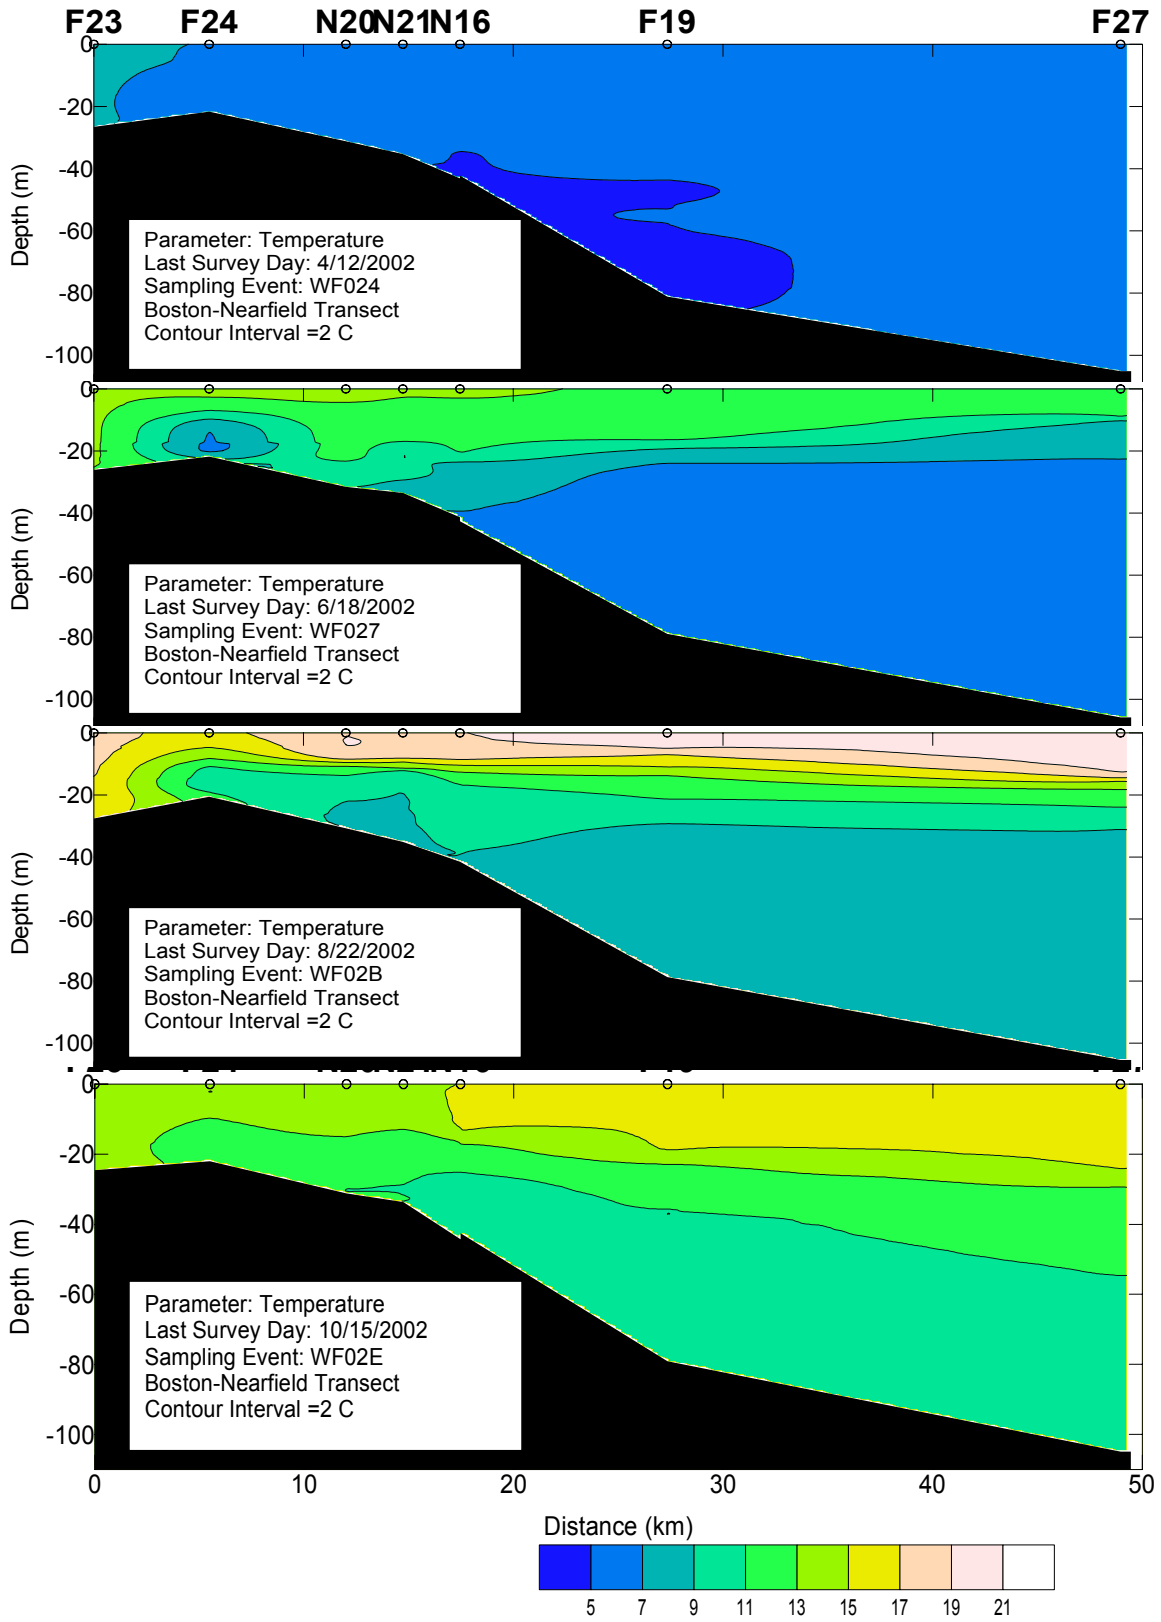 F23 F24 N20 N21 N16 F19 F27
0
-20
-40
-60
-80
-100
Depth (m)
Parameter: Temperature
Last Survey Day: 4/12/2002
Sampling Event: WF024
Boston-Nearfield Transect
Contour Interval =2 C
0
-20
-40
-60
-80
-100
Depth (m)
Parameter: Temperature
Last Survey Day: 6/18/2002
Sampling Event: WF027
Boston-Nearfield Transect
Contour Interval =2 C
0
-20
-40
-60
-80
-100
Depth (m)
Parameter: Temperature
Last Survey Day: 8/22/2002
Sampling Event: WF02B
Boston-Nearfield Transect
Contour Interval =2 C
0
-20
-40
-60
-80
-100
Depth (m)
Parameter: Temperature
Last Survey Day: 10/15/2002
Sampling Event: WF02E
Boston-Nearfield Transect
Contour Interval =2 C
0 10 20 30 40 50
Distance (km)
5 7 9 11 13 15 17 19 21